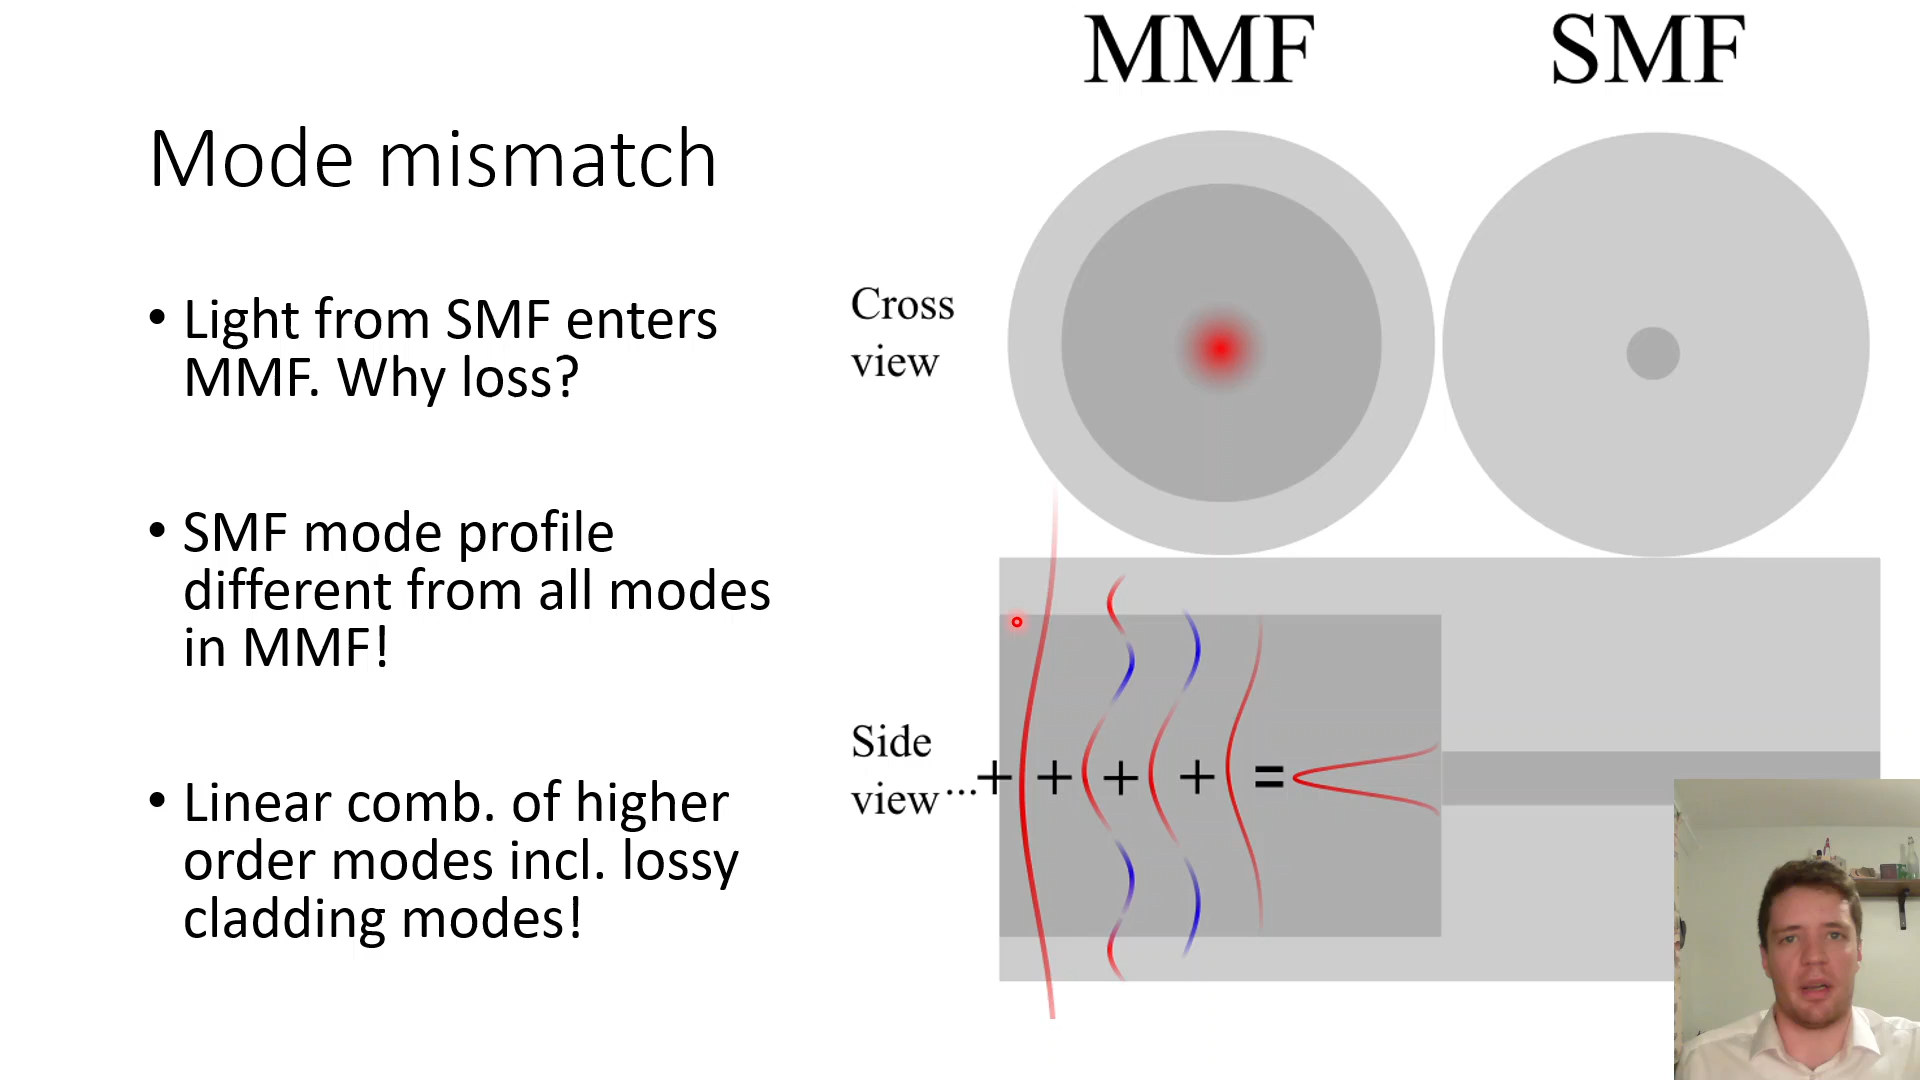 Mode mismatch
• Light from SMF enters
MMF. Why loss?
• SMF mode profile
different from all modes
in MMF!
• Linear comb. of higher
order modes incl. lossy
cladding modes!
MMF
SMF
Cross
view
Side
view
...+ + + + =